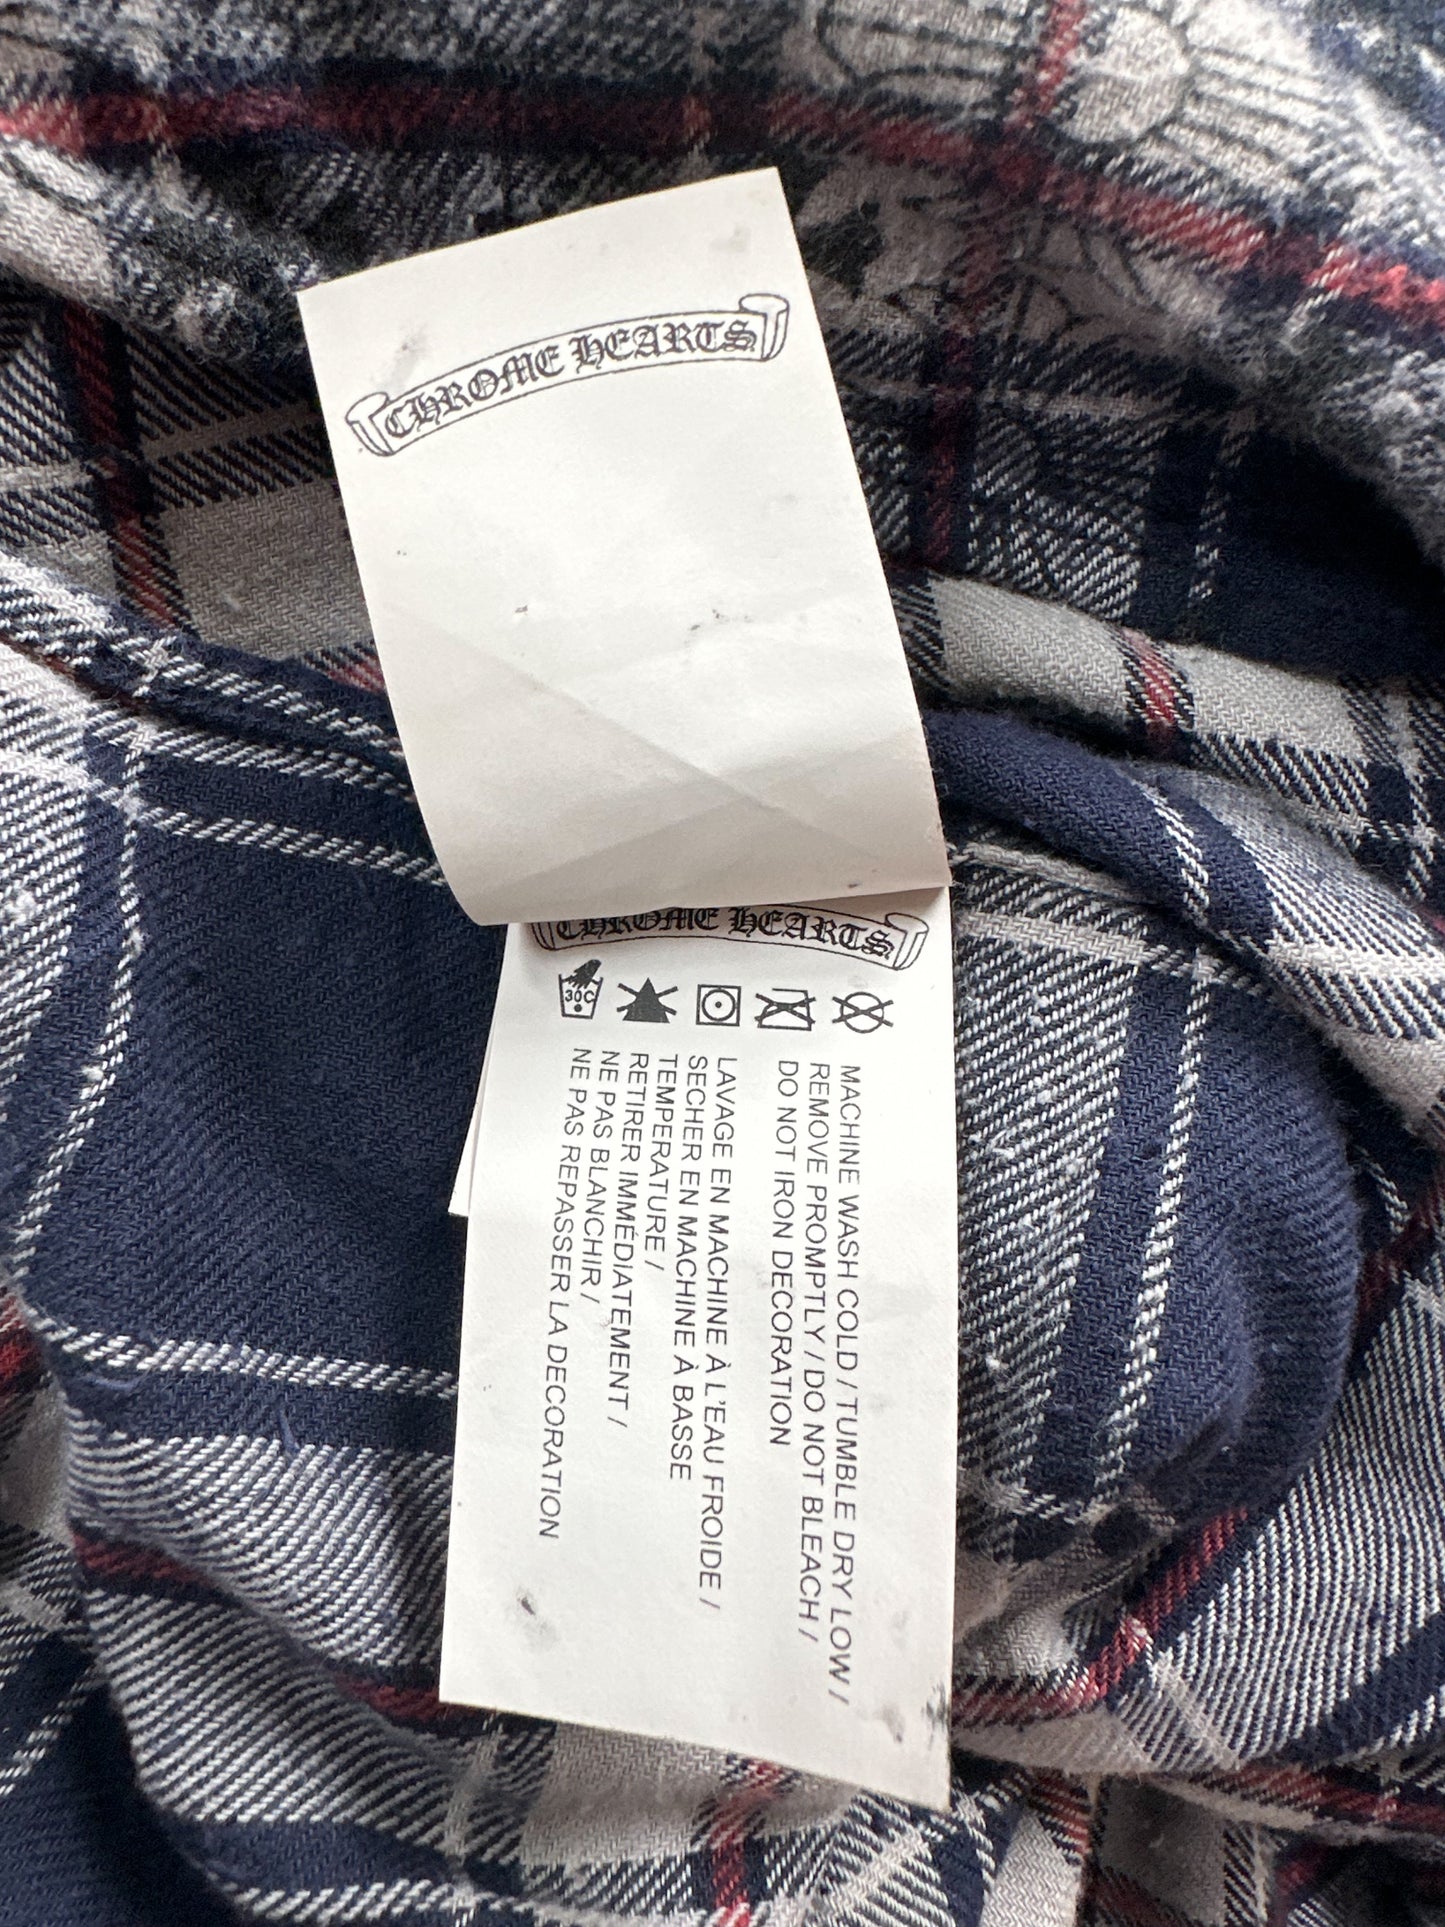 CHROME HEARTS
CHROME HEARTS
30C
MACHINE WASH COLD / TUMBLE DRY LOW /
REMOVE PROMPTLY / DO NOT BLEACH /
DO NOT IRON DECORATION
LAVAGE EN MACHINE À L'EAU FROIDE /
SECHER EN MACHINE À BASSE
TEMPERATURE /
RETIRER IMMÉDIATEMENT /
NE PAS BLANCHIR /
NE PAS REPASSER LA DECORATION